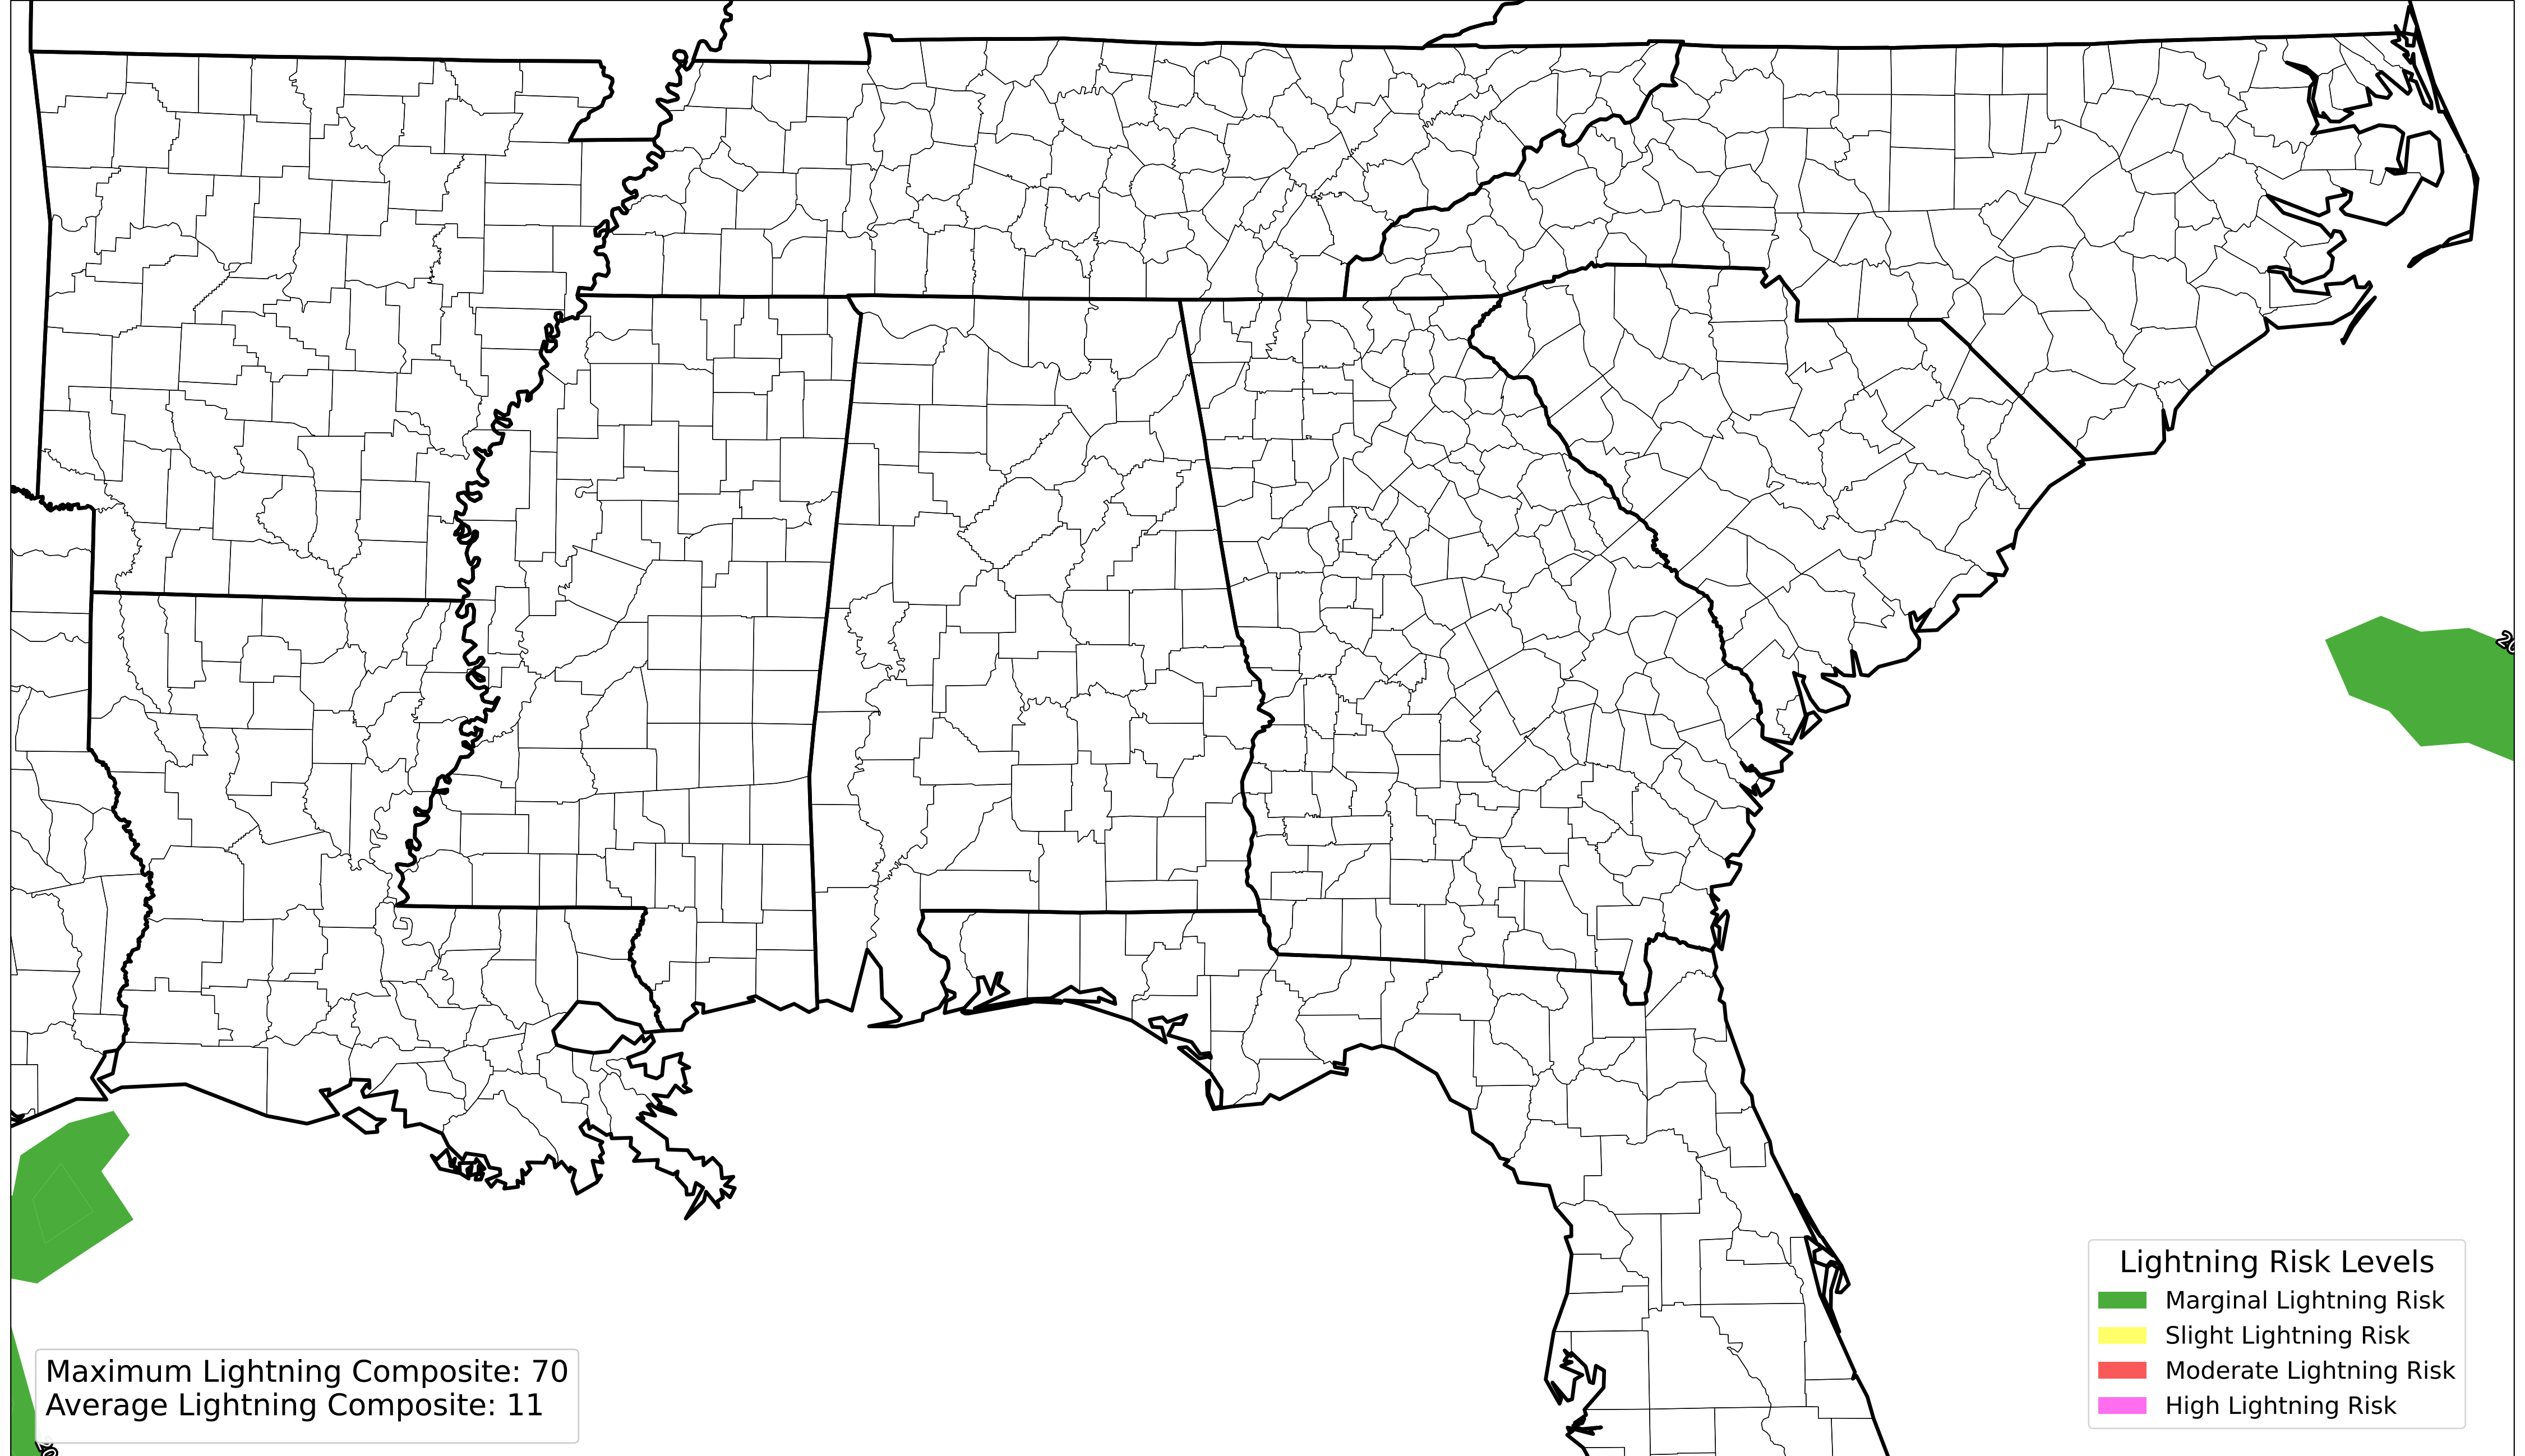 Lightning Risk Levels
Marginal Lightning Risk
Slight Lightning Risk
Moderate Lightning Risk
High Lightning Risk
Maximum Lightning Composite: 70
Average Lightning Composite: 11